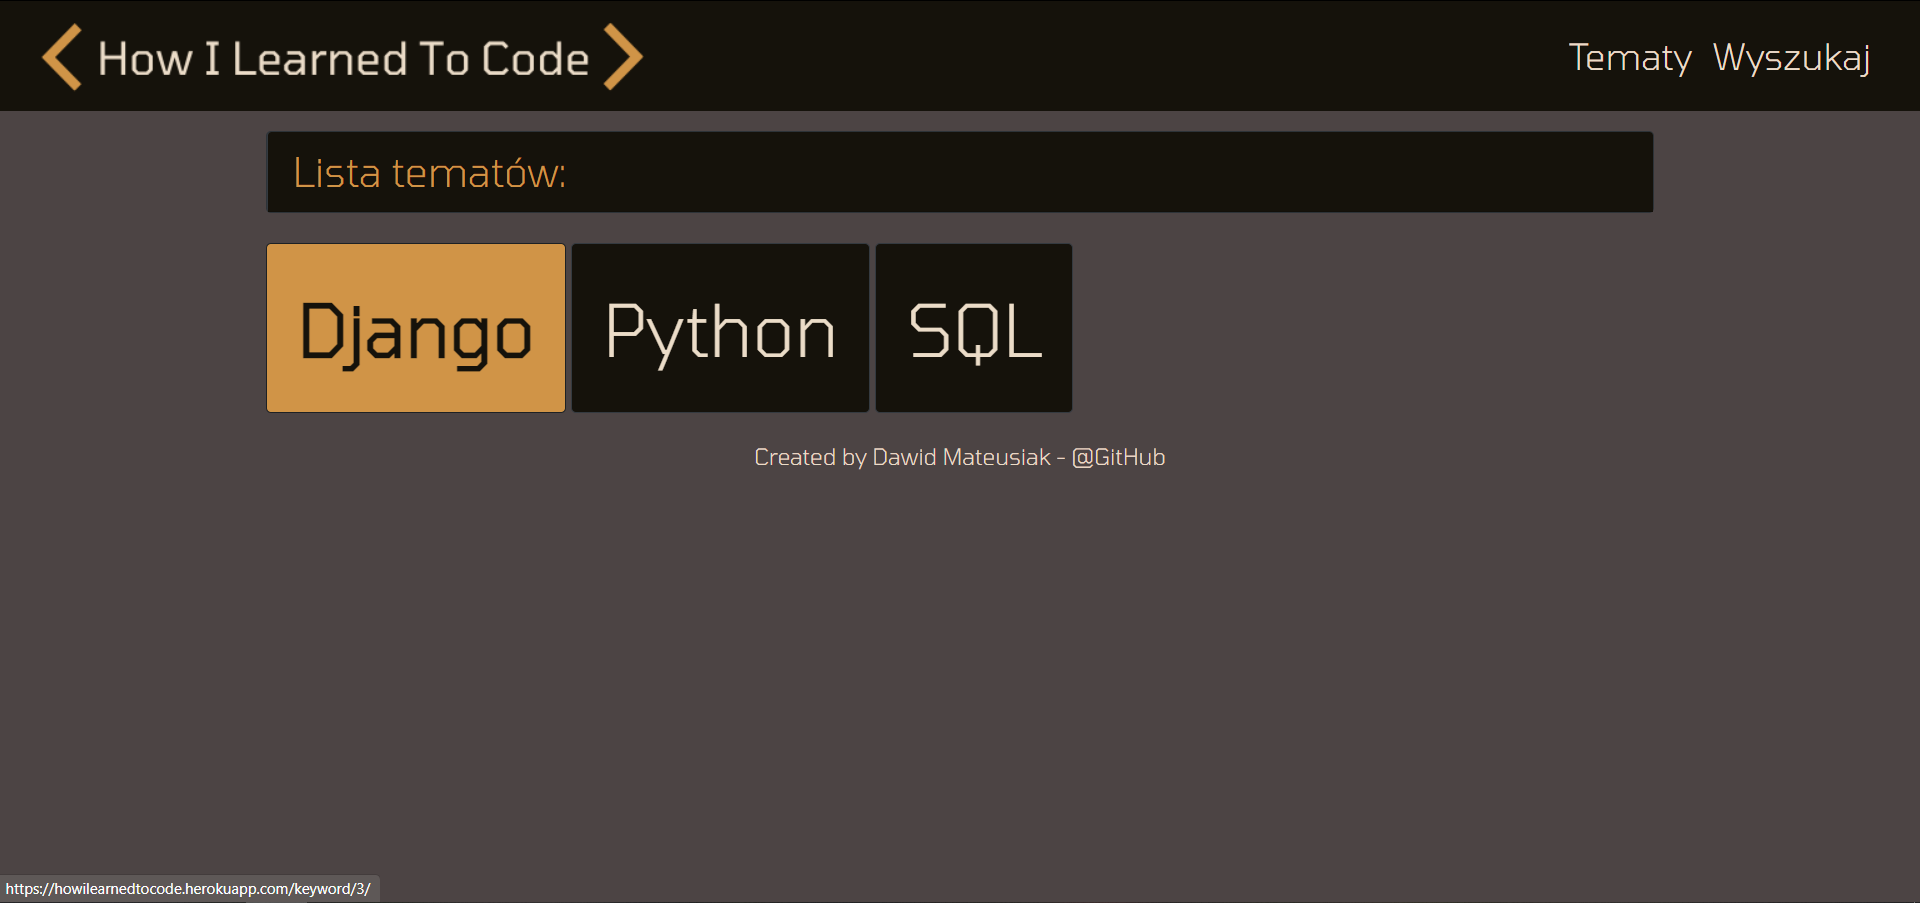 How I Learned To Code
Tematy Wyszukaj
Lista tematów:
Django Python SQL
Created by Dawid Mateusiak - @GitHub
https://howilearnedtocode.herokuapp.com/keyword/3/